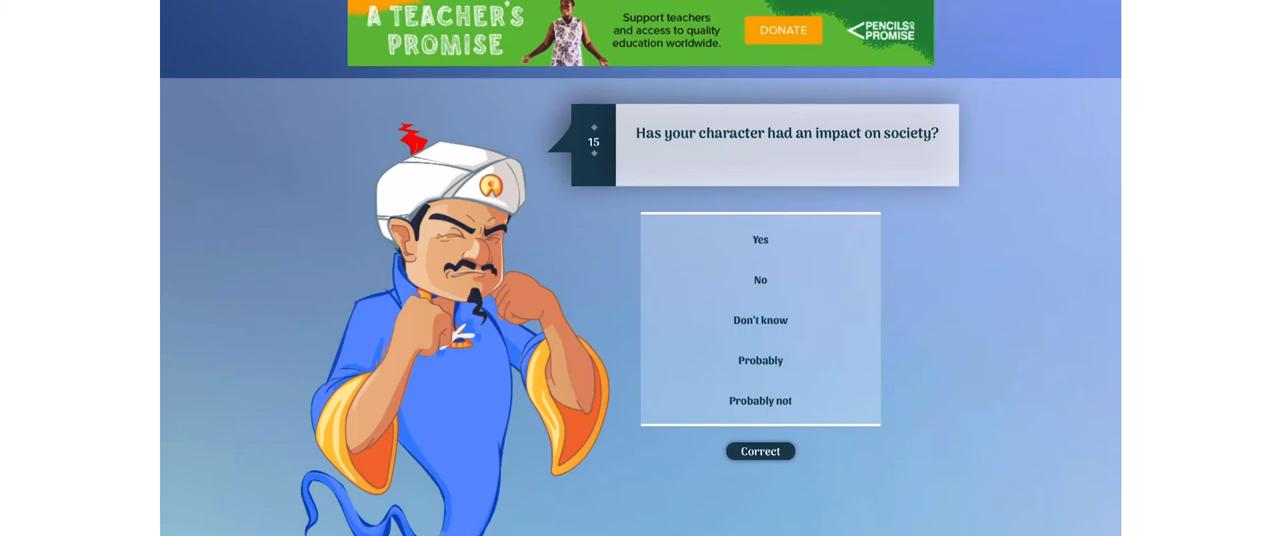 A TEACHER'S
PROMISE
Support teachers
and access to quality
education worldwide.
DONATE
PENCILS OF
PROMISE
15
Has your character had an impact on society?
Yes
No
Don't know
Probably
Probably not
Correct